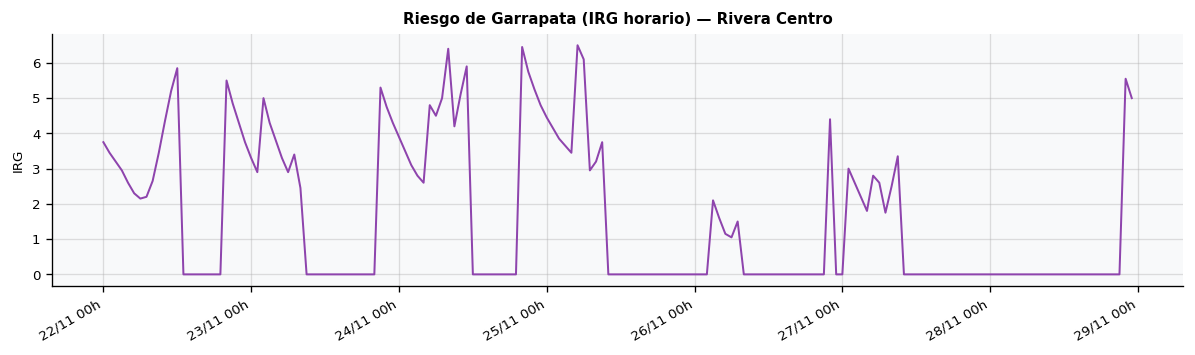 Riesgo de Garrapata (IRG horario) — Rivera Centro
IRG
6
5
4
3
2
1
0
22/11 00h
23/11 00h
24/11 00h
25/11 00h
26/11 00h
27/11 00h
28/11 00h
29/11 00h